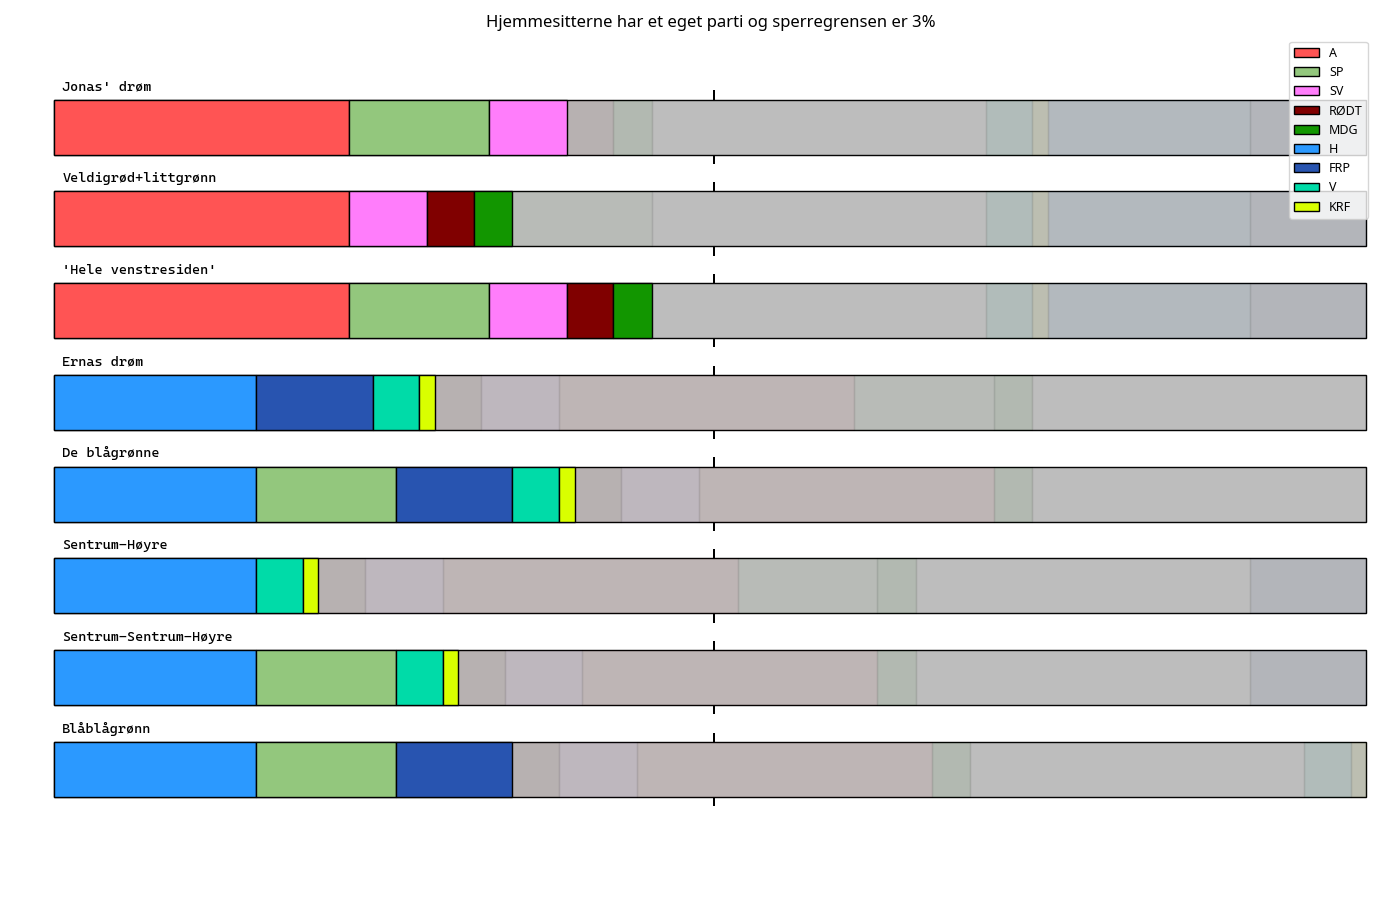 Hjemmesitterne har et eget parti og sperregrensen er 3%
A
SP
SV
RØDT
MDG
H
FRP
V
KRF
Jonas' drøm
Veldigrød+littgrønn
'Hele venstresiden'
Ernas drøm
De blågrønne
Sentrum-Høyre
Sentrum-Sentrum-Høyre
Blåblågrønn